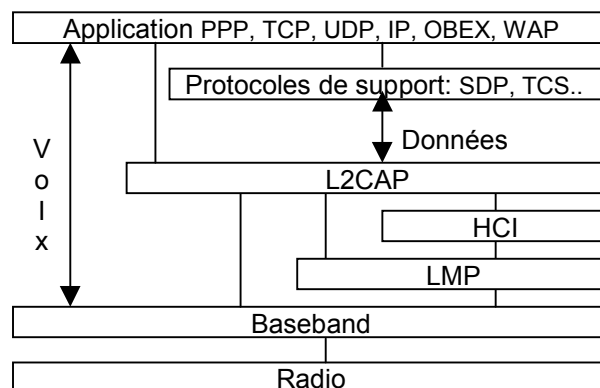 Application PPP, TCP, UDP, IP, OBEX, WAP
Protocoles de support: SDP, TCS..
Données
V
o
I
x
L2CAP
HCI
LMP
Baseband
Radio